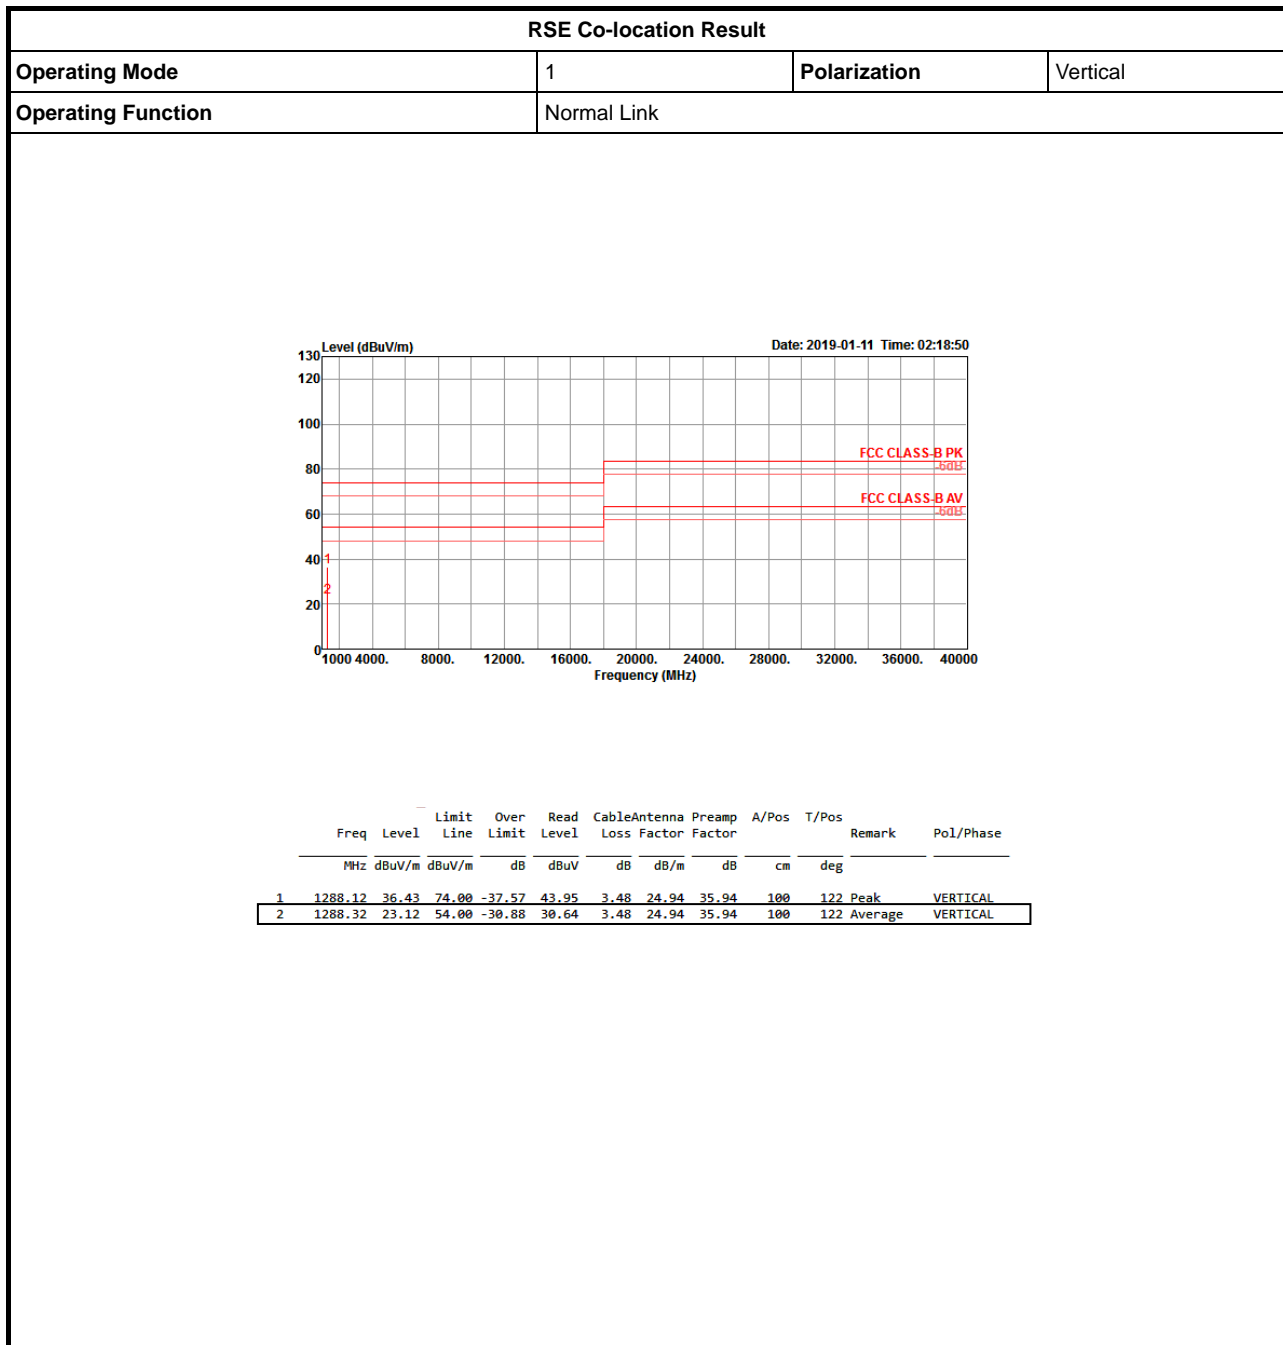 RSE Co-location Result
Operating Mode 1 Polarization Vertical
Operating Function Normal Link
Level (dBuV/m) Date: 2019-01-11 Time: 02:18:50
130
120
100
FCC CLASS-B PK
80 -6dB
FCC CLASS-B AV
60 -6dB
40 1
2
20
0
1000 4000. 8000. 12000. 16000. 20000. 24000. 28000. 32000. 36000. 40000
Frequency (MHz)
Limit Over Read CableAntenna Preamp A/Pos T/Pos
Freq Level Line Limit Level Loss Factor Factor Remark Pol/Phase
MHz dBuV/m dBuV/m dB dBuV dB dB/m dB cm deg
1 1288.12 36.43 74.00 -37.57 43.95 3.48 24.94 35.94 100 122 Peak VERTICAL
2 1288.32 23.12 54.00 -30.88 30.64 3.48 24.94 35.94 100 122 Average VERTICAL